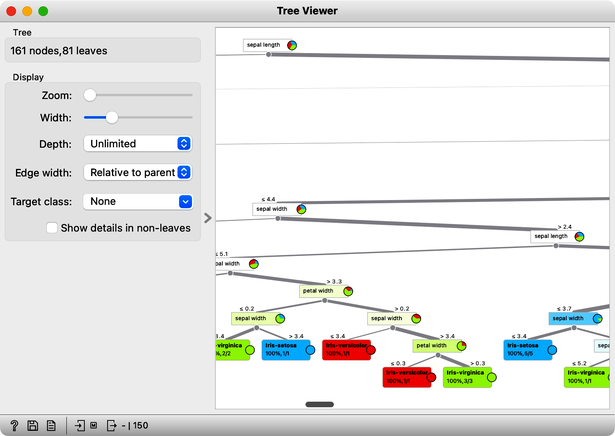 Tree Viewer
Tree
161 nodes,81 leaves
Display
Zoom:
Width:
Depth: Unlimited
Edge width: Relative to parent
Target class: None
Show details in non-leaves
sepal length
≤ 4.4
sepal width
> 2.4
sepal length
≤ 5.1
pal width
> 3.3
petal width
≤ 0.2
> 0.2
≤ 3.7
sepal width
sepal width
sepal width
3.4
> 3.4
≤ 3.4
> 3.4
≤ 3.4
sepa
s-virginica
%, 2/2
Iris-setosa
100%, 1/1
Iris-versicolor
100%, 1/1
petal width
Iris-setosa
100%, 5/5
≤ 0.3
> 0.3
≤ 5.2
Iris-versicolor
100%, 1/1
Iris-virginica
100%, 3/3
Iris-virginica
100%, 1/1
? - | 150